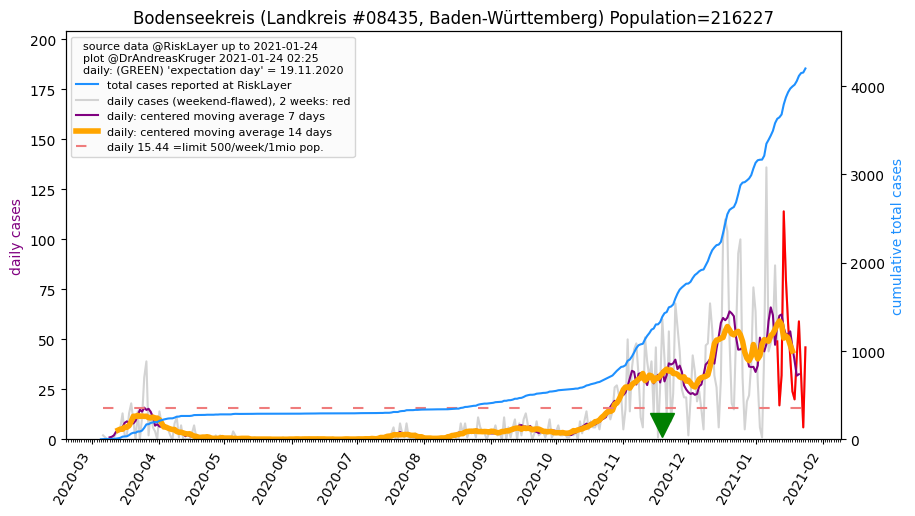 Bodenseekreis (Landkreis #08435, Baden-Württemberg) Population=216227
source data @RiskLayer up to 2021-01-24
plot @DrAndreasKruger 2021-01-24 02:25
daily: (GREEN) 'expectation day' = 19.11.2020
total cases reported at RiskLayer
daily cases (weekend-flawed), 2 weeks: red
daily: centered moving average 7 days
daily: centered moving average 14 days
daily 15.44 =limit 500/week/1mio pop.
daily cases
200
175
150
125
100
75
50
25
0
cumulative total cases
4000
3000
2000
1000
0
2020-03
2020-04
2020-05
2020-06
2020-07
2020-08
2020-09
2020-10
2020-11
2020-12
2021-01
2021-02